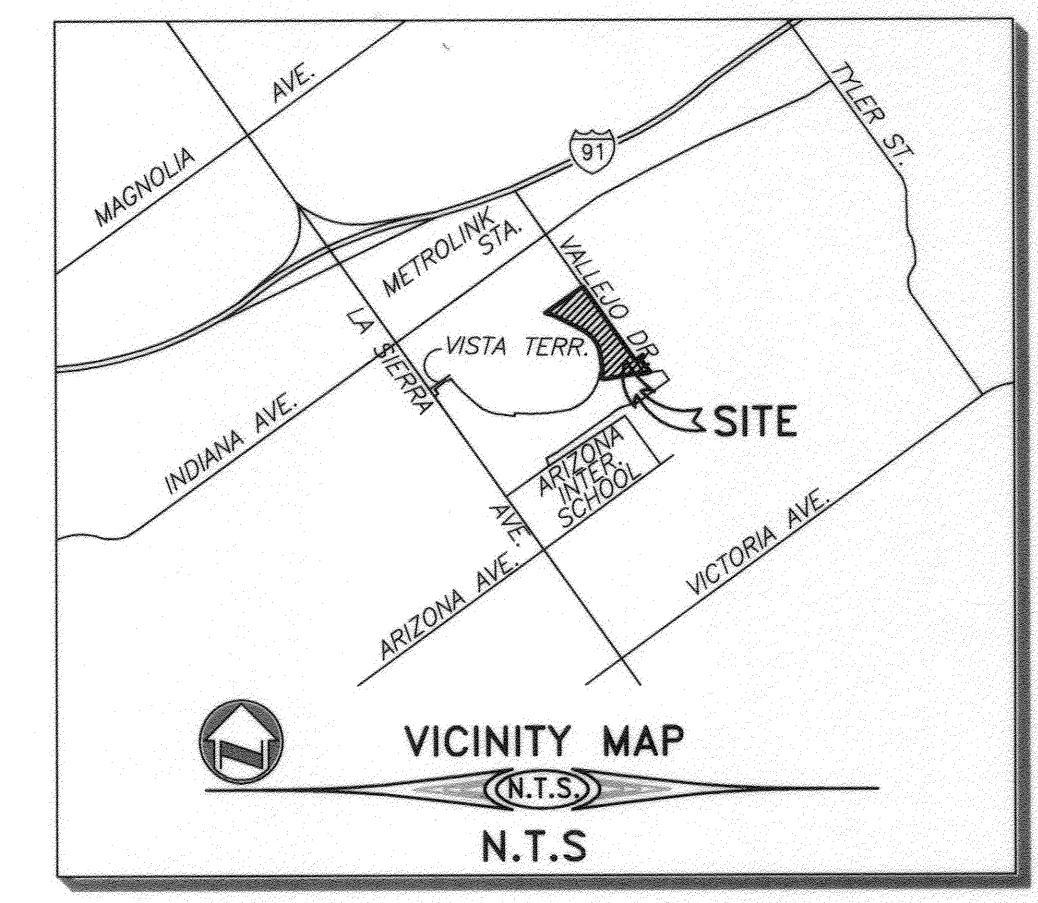 TYLER ST.
MAGNOLIA AVE.
91
METROLINK
STA.
VALLEJO DR.
LA SIERRA AVE.
VISTA TERR.
INDIANA AVE.
SITE
ARIZONA
INTER.
SCHOOL
ARIZONA AVE.
VICTORIA AVE.
N
VICINITY MAP
N.T.S.
N.T.S